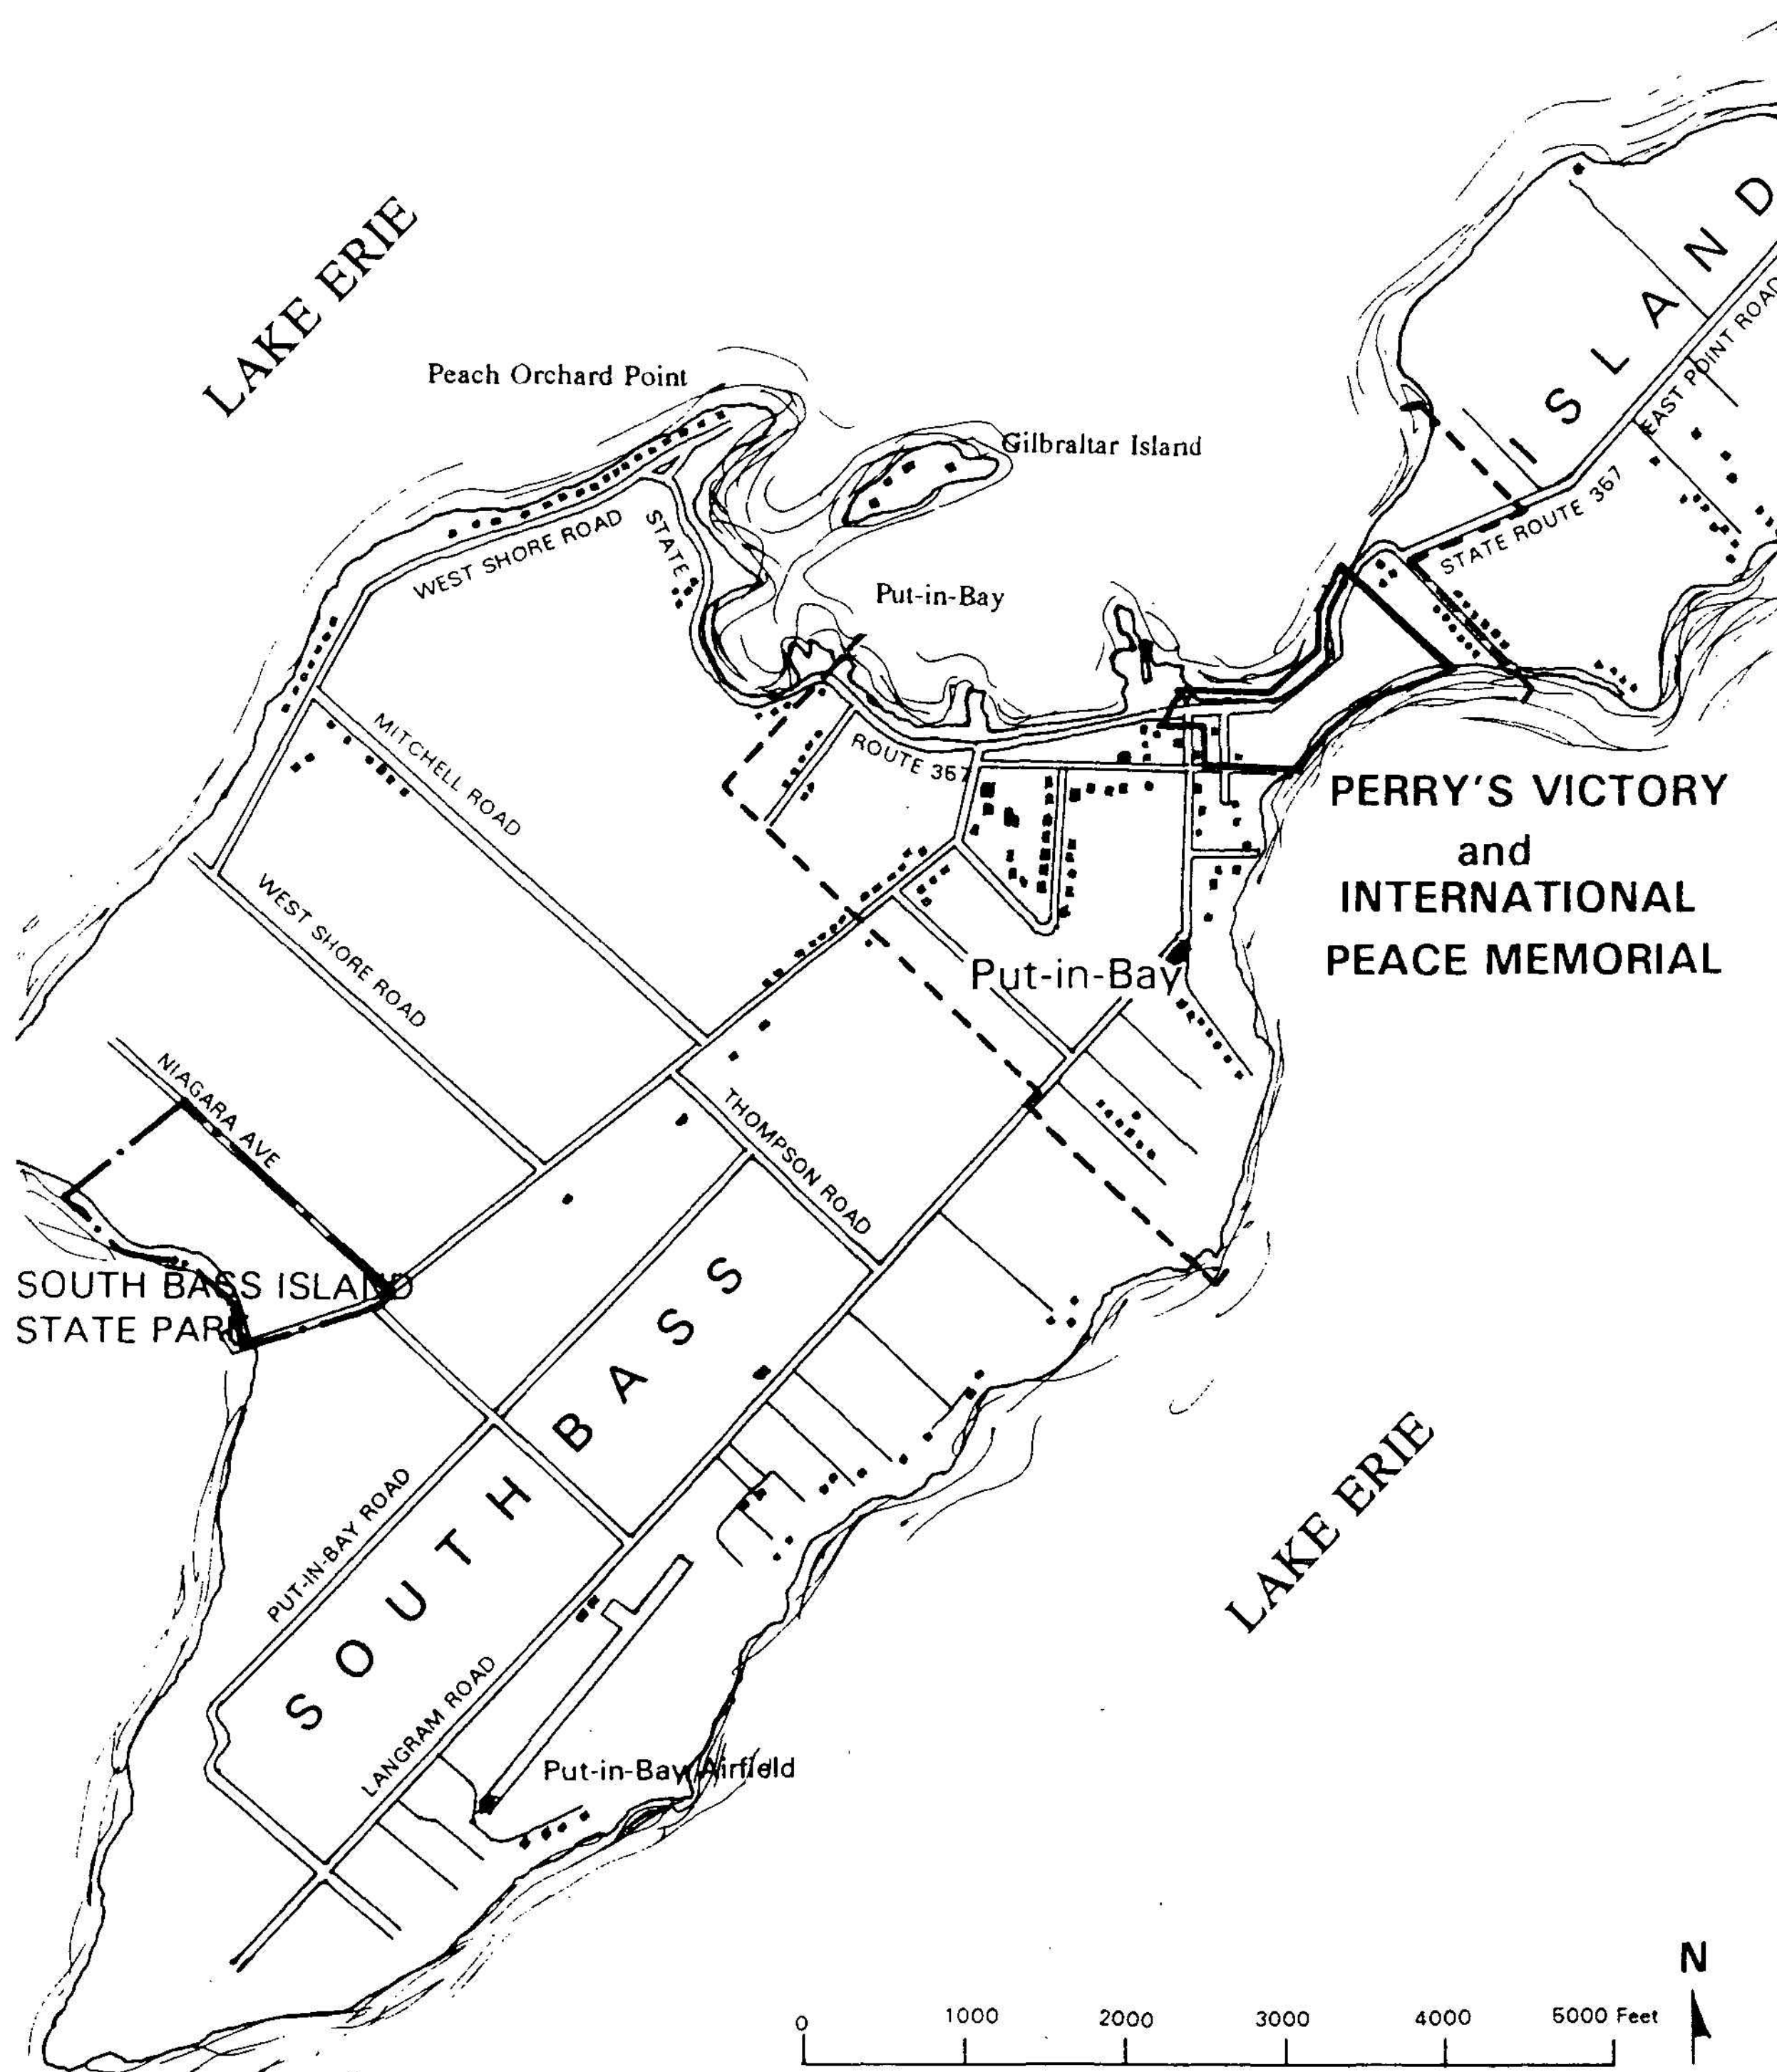 LAKE ERIE
Peach Orchard Point
Gilbraltar Island
ISLAND
EAST POINT ROAD
STATE ROUTE 357
WEST SHORE ROAD
STATE
Put-in-Bay
MITCHELL ROAD
ROUTE 357
PERRY'S VICTORY
and
INTERNATIONAL
PEACE MEMORIAL
WEST SHORE ROAD
Put-in-Bay
NIAGARA AVE
THOMPSON ROAD
SOUTH BASS ISLAND
STATE PARK
SOUTH BASS
PUT-IN-BAY ROAD
LAKE ERIE
LANGRAM ROAD
Put-in-Bay Airfield
N
0 1000 2000 3000 4000 5000 Feet